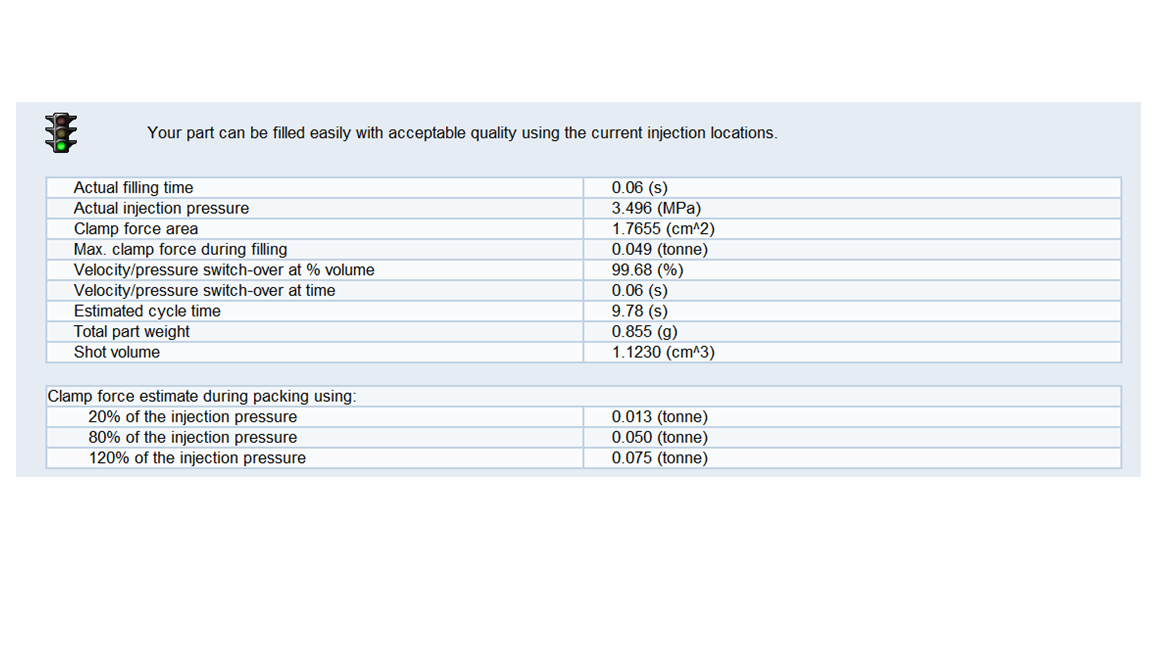 Your part can be filled easily with acceptable quality using the current injection locations.
Actual filling time 0.06 (s)
Actual injection pressure 3.496 (MPa)
Clamp force area 1.7655 (cm^2)
Max. clamp force during filling 0.049 (tonne)
Velocity/pressure switch-over at % volume 99.68 (%)
Velocity/pressure switch-over at time 0.06 (s)
Estimated cycle time 9.78 (s)
Total part weight 0.855 (g)
Shot volume 1.1230 (cm^3)
Clamp force estimate during packing using:
20% of the injection pressure 0.013 (tonne)
80% of the injection pressure 0.050 (tonne)
120% of the injection pressure 0.075 (tonne)